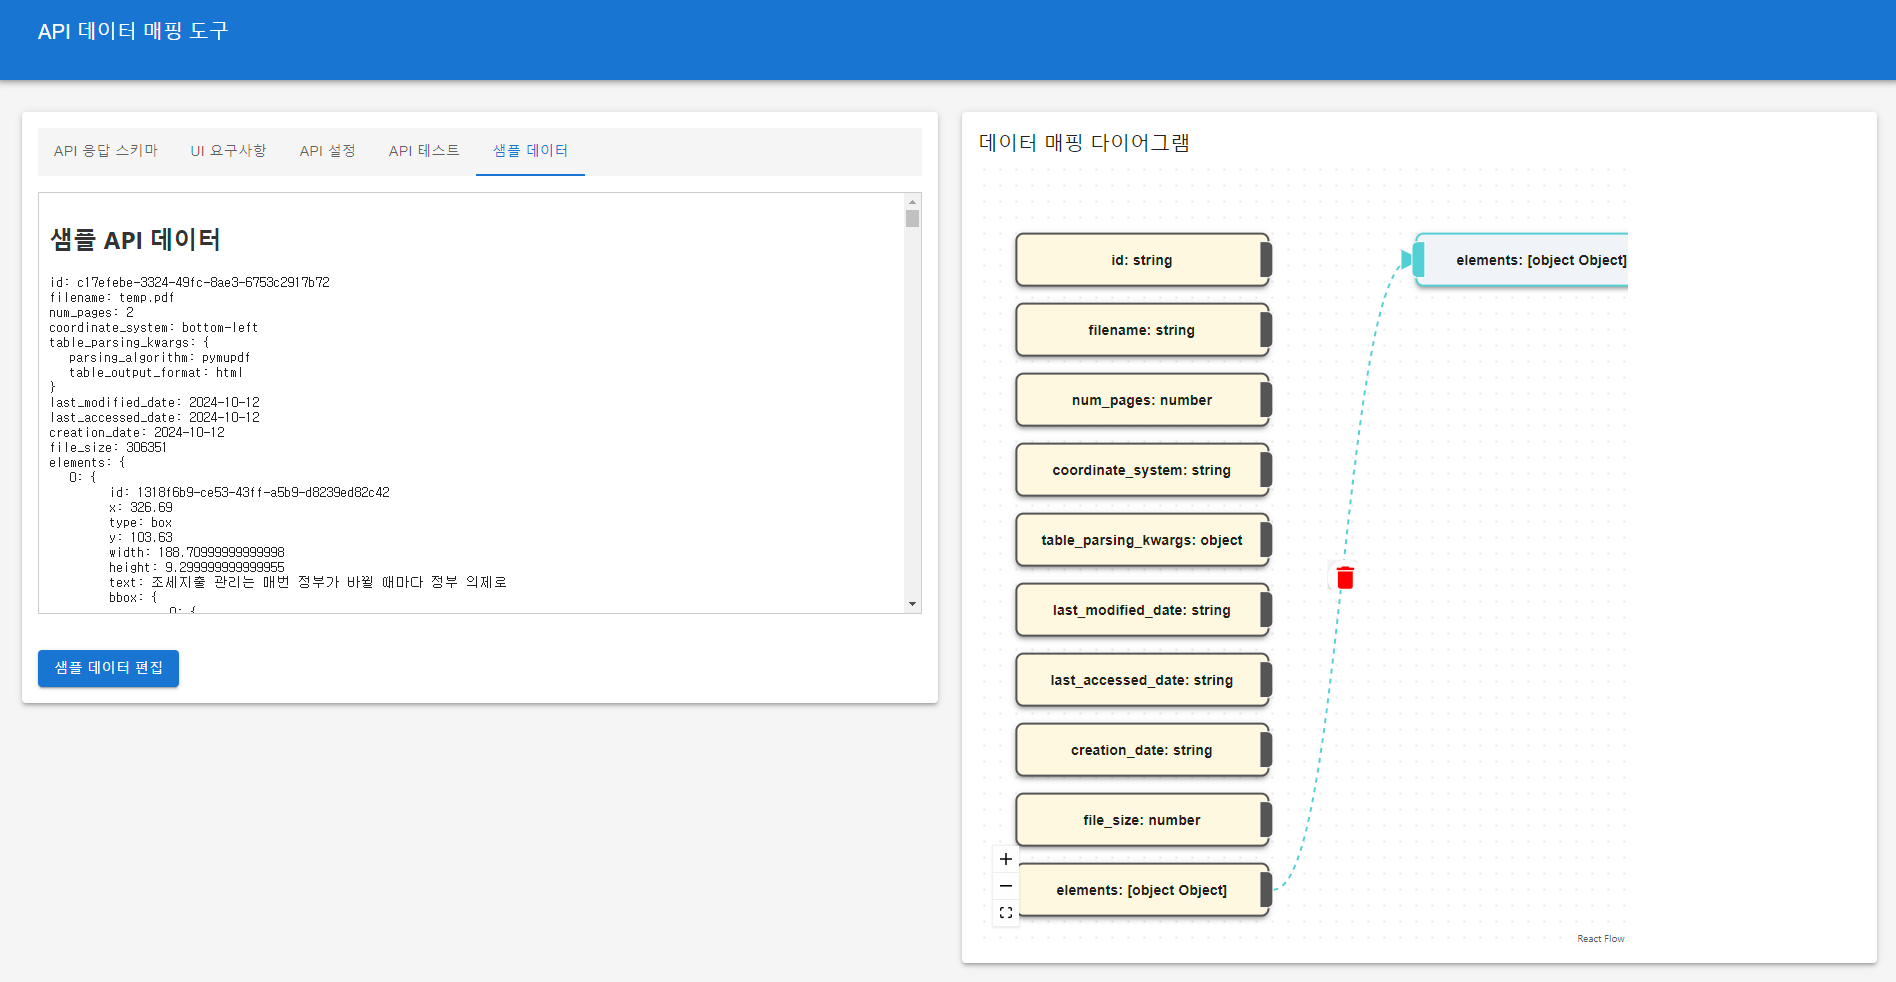 API 데이터 매핑 도구
API 응답 스키마
UI 요구사항
API 설정
API 테스트
샘플 데이터
샘플 API 데이터
id: c17efebe-3324-49fc-8ae3-6753c2917b72
filename: temp.pdf
num_pages: 2
coordinate_system: bottom-left
table_parsing_kwargs: {
parsing_algorithm: pymupdf
table_output_format: html
}
last_modified_date: 2024-10-12
last_accessed_date: 2024-10-12
creation_date: 2024-10-12
file_size: 306351
elements: {
0: {
id: 1318f6b9-ce53-43ff-a5b9-d8239ed82c42
x: 326.69
type: box
y: 103.63
width: 188.70999999999998
height: 9.299999999999955
text: 조세지출 관리는 매번 정부가 바뀔 때마다 정부 의제로
bbox: {
0: {
샘플 데이터 편집
데이터 매핑 다이어그램
id: string
filename: string
num_pages: number
coordinate_system: string
table_parsing_kwargs: object
last_modified_date: string
last_accessed_date: string
creation_date: string
file_size: number
elements: [object Object]
elements: [object Object]
React Flow